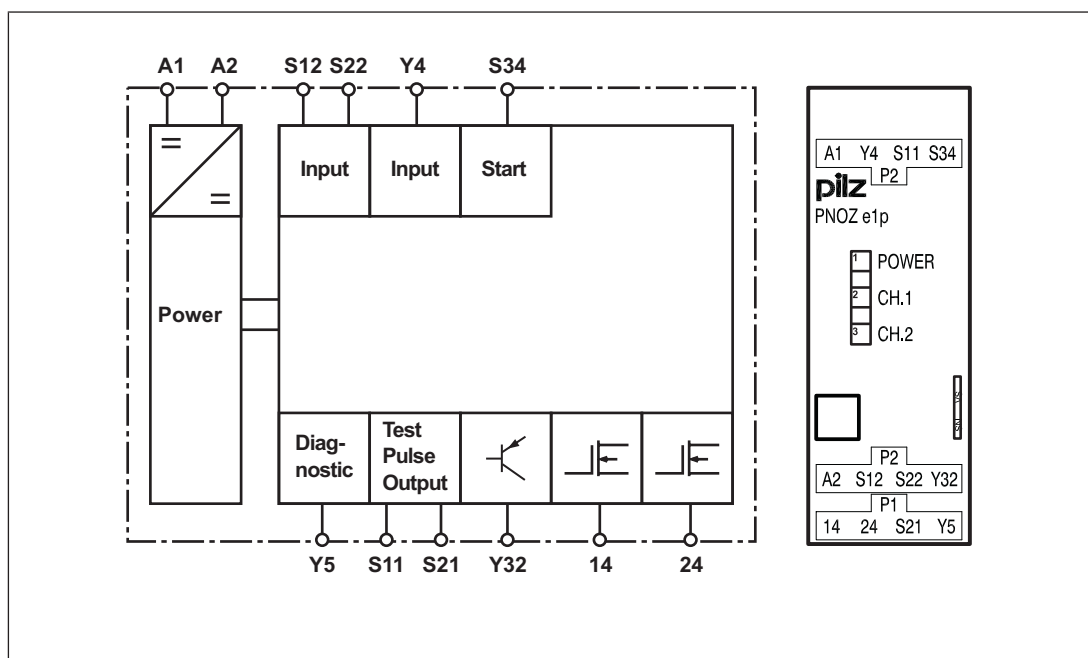 A1 A2 S12 S22 Y4 S34
= Input Input Start
=
Power
Diag-
nostic
Test
Pulse
Output
Y5 S11 S21 Y32 14 24
A1 Y4 S11 S34
P2
pilz
PNOZ e1p
1 POWER
2 CH.1
3 CH.2
P2
A2 S12 S22 Y32
P1
14 24 S21 Y5